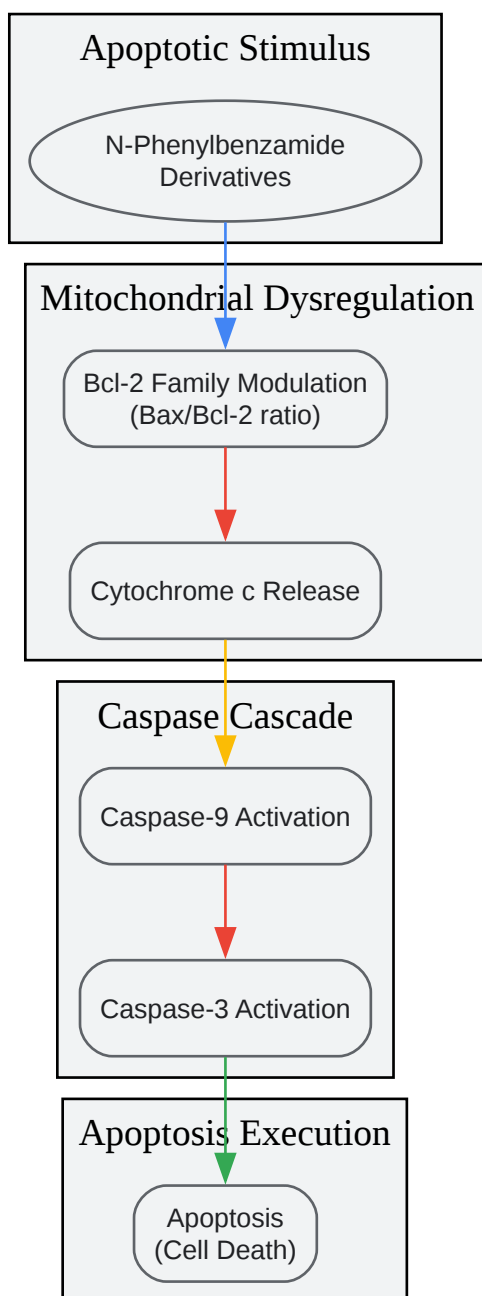 Apoptotic Stimulus
N-Phenylbenzamide
Derivatives
Mitochondrial Dysregulation
Bcl-2 Family Modulation
(Bax/Bcl-2 ratio)
Cytochrome c Release
Caspase Cascade
Caspase-9 Activation
Caspase-3 Activation
Apoptosis Execution
Apoptosis
(Cell Death)